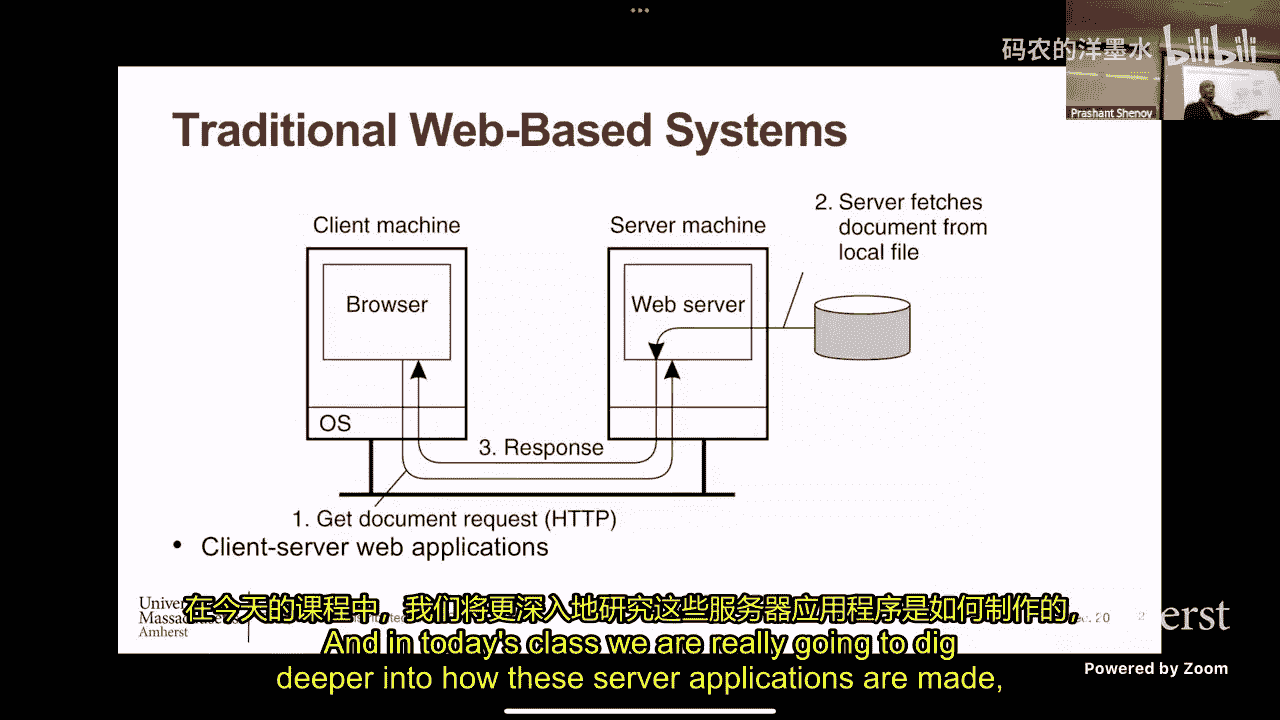 码农的洋墨水 bilibili
Prashant Shenoy
Traditional Web-Based Systems
2. Server fetches
document from
local file
Client machine
Server machine
Browser
Web server
OS
3. Response
1. Get document request (HTTP)
• Client-server web applications
Amherst
在今天的课程中，我们将更深入地研究这些服务器应用程序是如何制作的，
And in today's class we are really going to dig
deeper into how these server applications are made,
Powered by Zoom